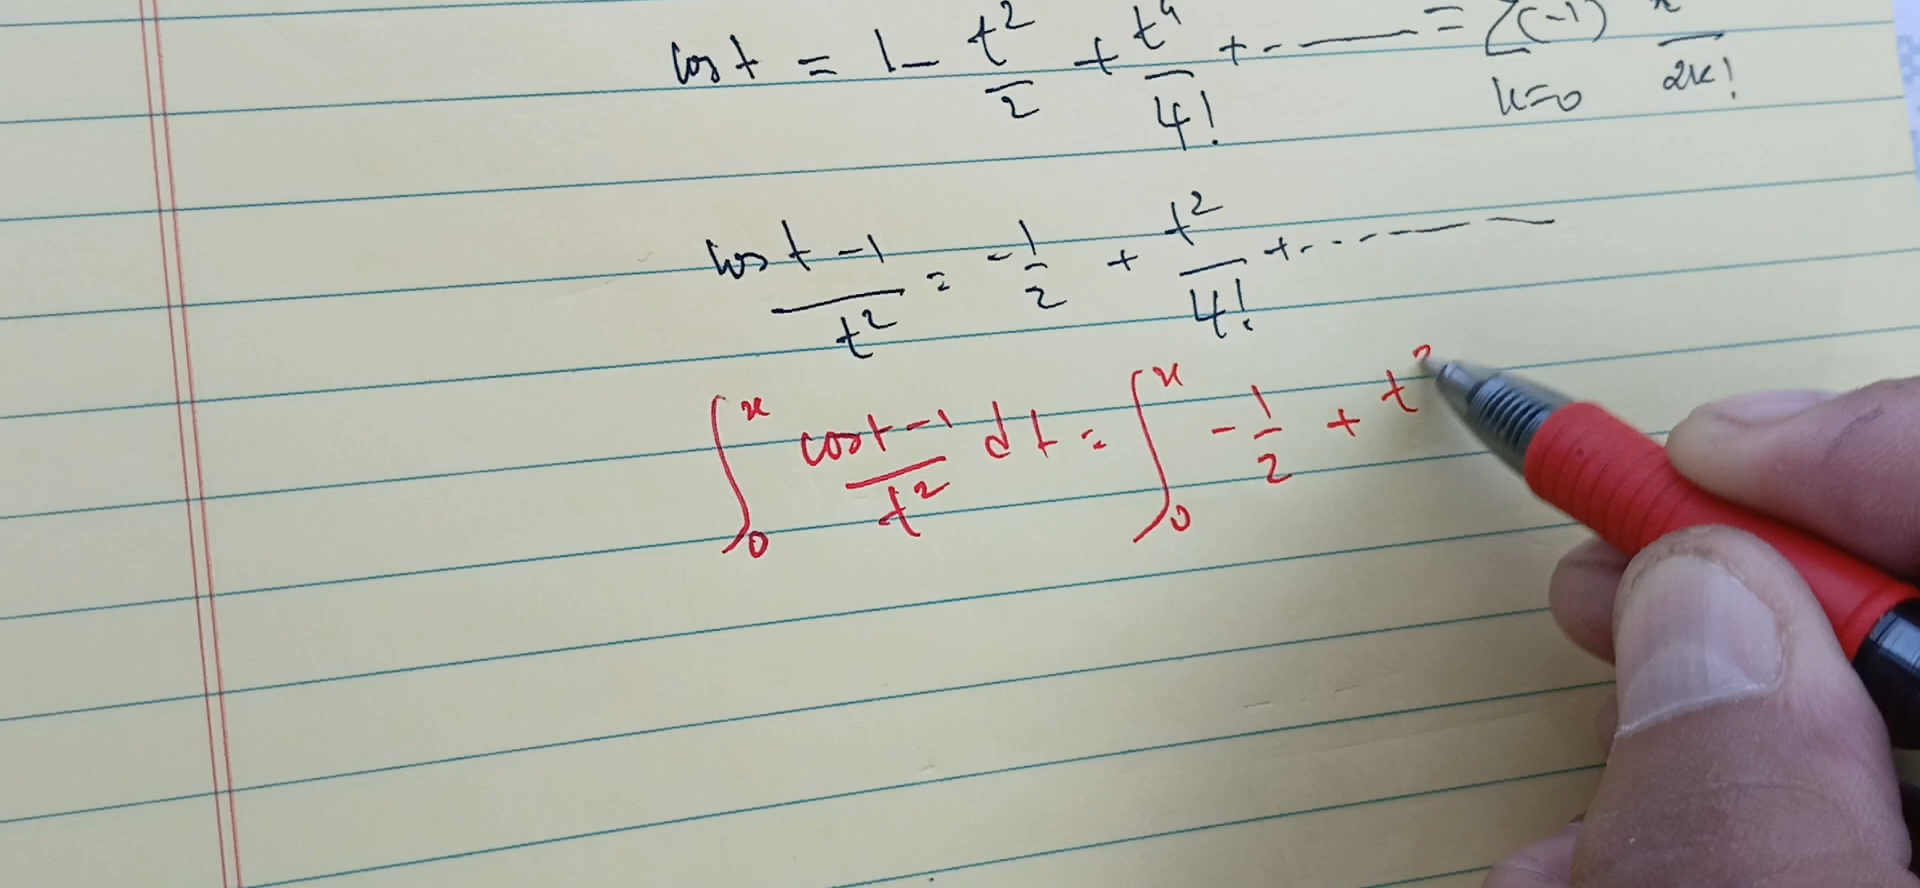 cos t = 1 - t²/2 + t⁴/4! + ------- = Σ(-1) /2k! k=0
cos t - 1/t² = -1/2 + t²/4! + -------
∫₀ˣ cos t - 1/t² dt = ∫₀ˣ - 1/2 + t²